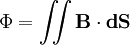 Φ = ∬ B · dS